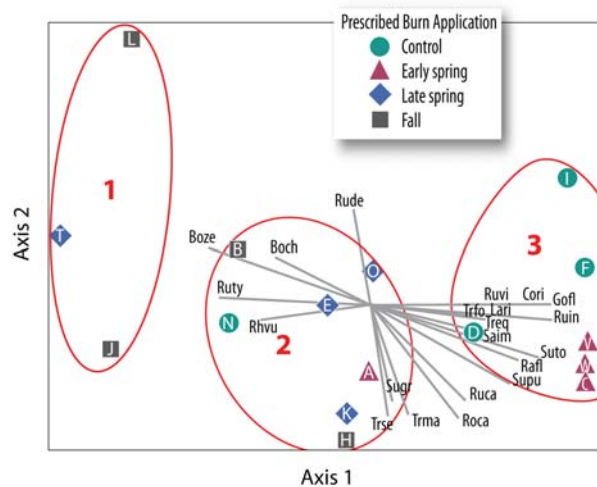 Prescribed Burn Application
Control
Early spring
Late spring
Fall
L
1
I
Axis 2
Rude
3
T
Boze
B
Boch
O
F
Ruty
E
Ruvi
Cori
Gofl
Trfo
Lari
Ruin
N
Rhvu
Treq
D
Saim
V
J
2
Suto
Rafl
W
A
Supu
C
Sugr
Ruca
K
Trse
Trma
Roca
H
Axis 1